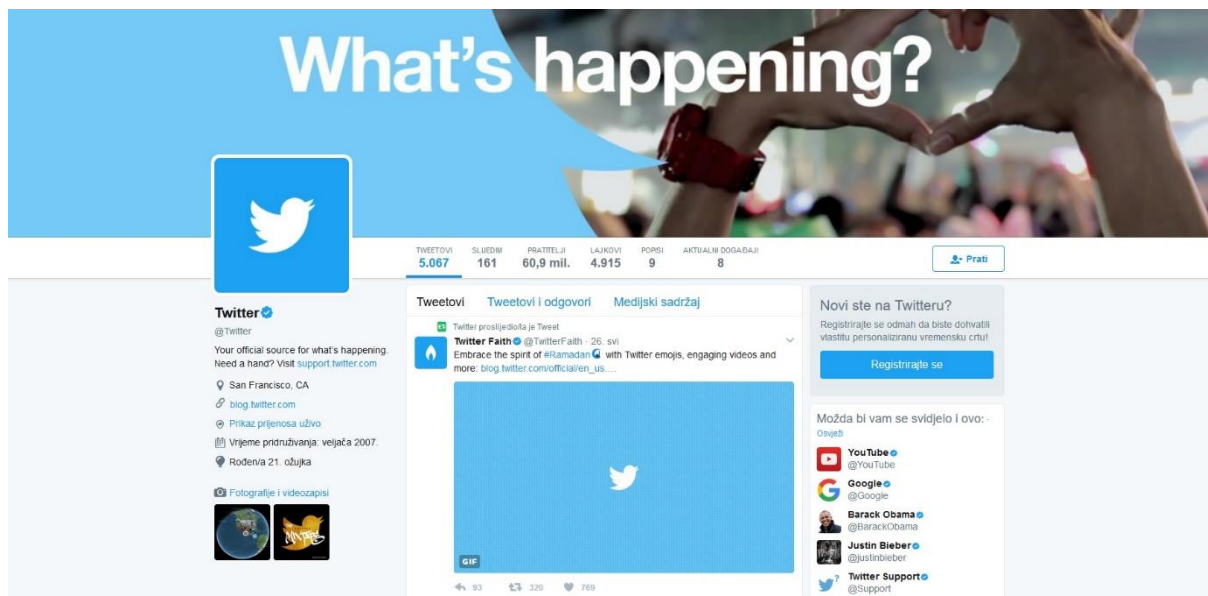 What's happening?
TWEETOVI SLIJEDIM PRATITELJI LAJKOVI POPISI AKTUALNI DOGAĐAJI
5.067 161 60,9 mil. 4.915 9 8
Prati
Twitter
@Twitter
Your official source for what's happening.
Need a hand? Visit support.twitter.com
San Francisco, CA
blog.twitter.com
Prikaz prijenosa uživo
Vrijeme pridruživanja: veljača 2007.
Rođen/a 21. ožujka
Fotografije i videozapisi
Tweetovi Tweetovi i odgovori Medijski sadržaj
Twitter proslijedio/la je Tweet
Twitter Faith @TwitterFaith · 26. svi
Embrace the spirit of #Ramadan with Twitter emojis, engaging videos and
more: blog.twitter.com/official/en_us....
GIF
93 320 769
Novi ste na Twitteru?
Registrirajte se odmah da biste dohvatili
vlastitu personaliziranu vremensku crtu!
Registrirajte se
Možda bi vam se svidjelo i ovo: ·
Osvježi
YouTube
@YouTube
Google
@Google
Barack Obama
@BarackObama
Justin Bieber
@justinbieber
Twitter Support
@Support